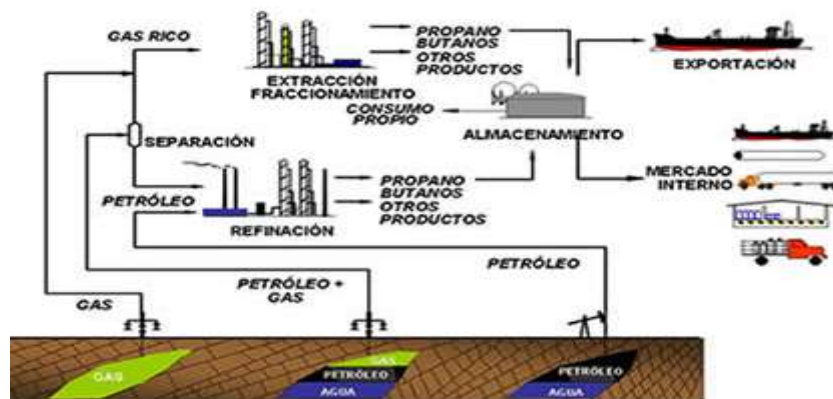 GAS RICO
PROPANO
BUTANOS
OTROS
PRODUCTOS
EXTRACCIÓN
FRACCIONAMIENTO
EXPORTACIÓN
CONSUMO
PROPIO
ALMACENAMIENTO
SEPARACIÓN
MERCADO
INTERNO
PETRÓLEO
PROPANO
BUTANOS
OTROS
PRODUCTOS
REFINACIÓN
PETRÓLEO
PETRÓLEO +
GAS
GAS
GAS
GAS
PETRÓLEO
AGUA
PETRÓLEO
AGUA